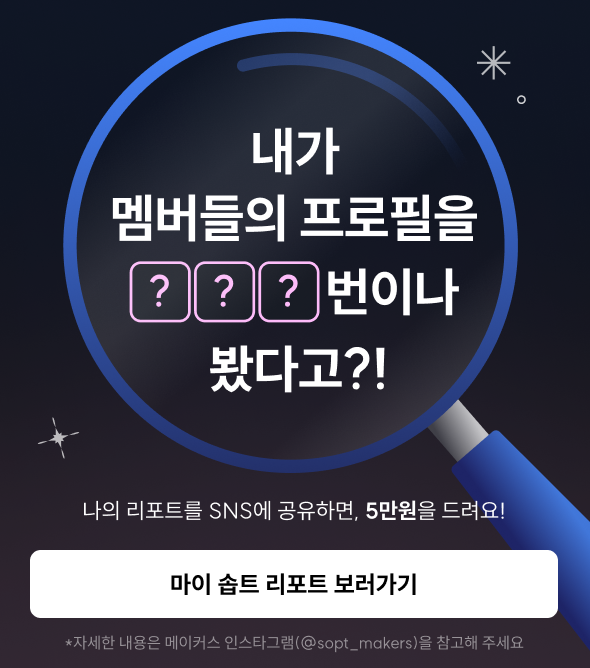 내가
멤버들의 프로필을
? ? ? 번이나
봤다고?!
나의 리포트를 SNS에 공유하면, 5만원을 드려요!
마이 솝트 리포트 보러가기
*자세한 내용은 메이커스 인스타그램(@sopt_makers)을 참고해 주세요